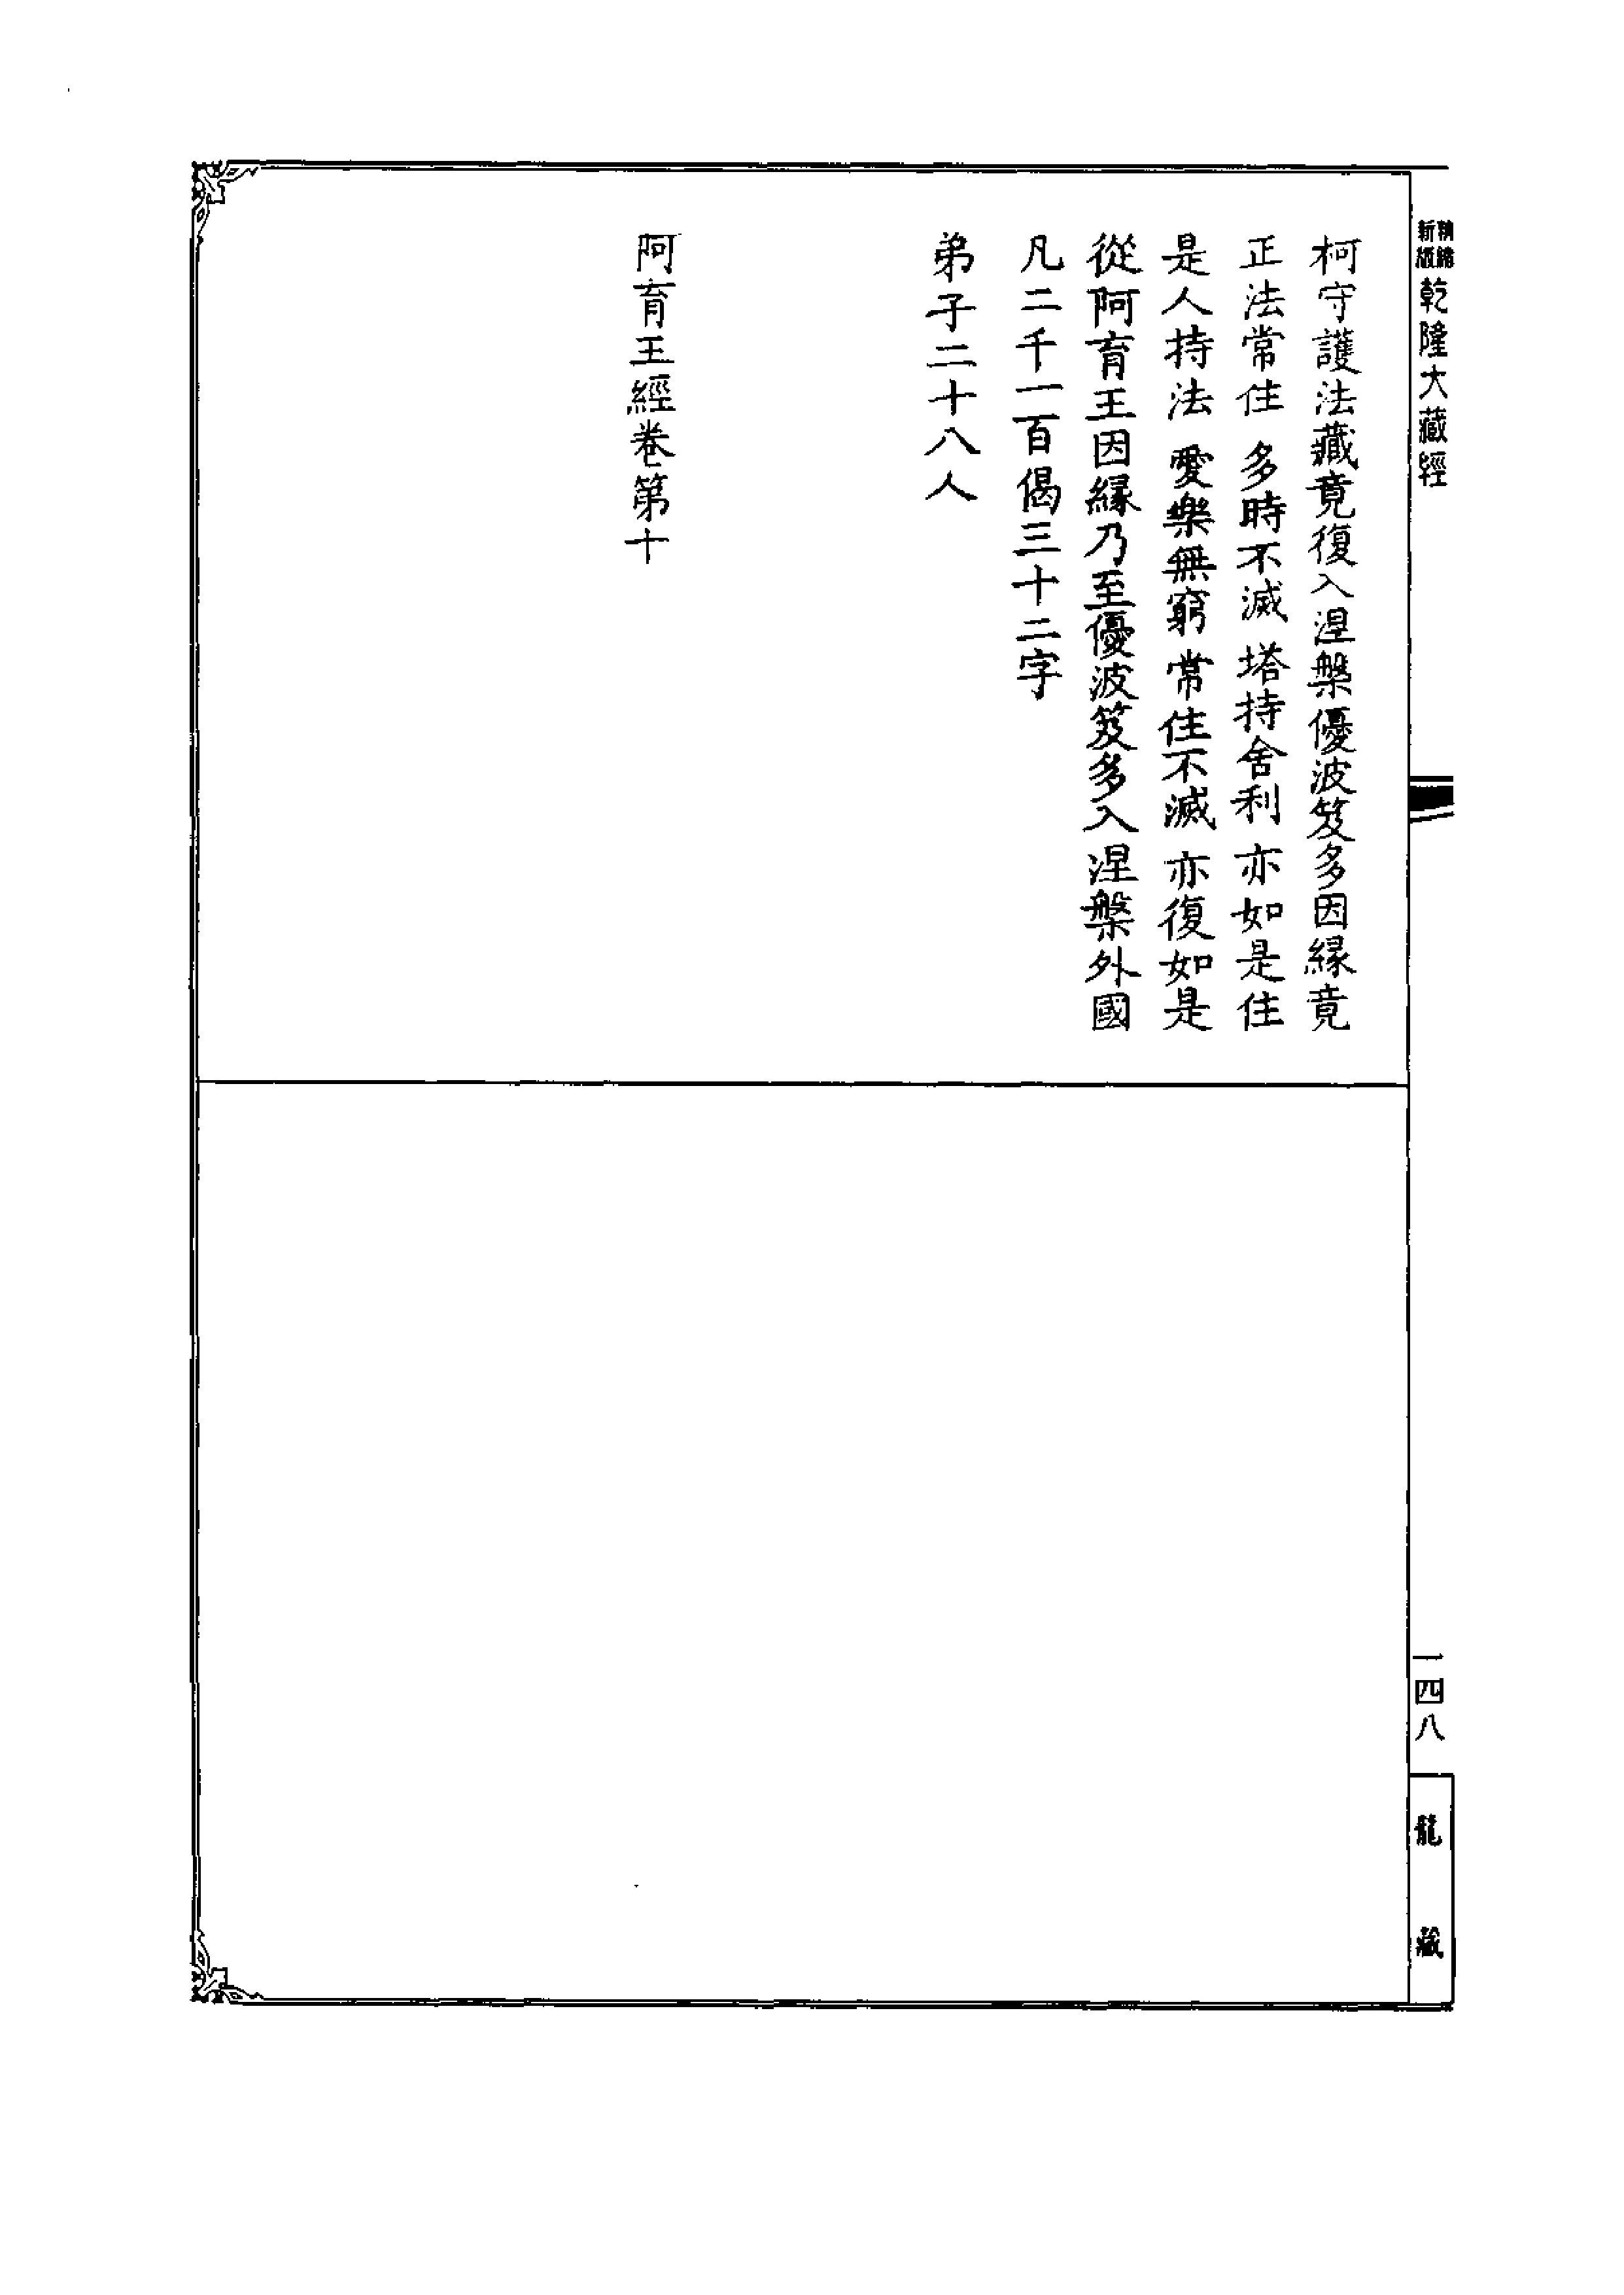 精縮
新版
乾隆大藏經
一四八
龍藏
柯守護法藏竟復入涅槃優波笈多因緣竟
正法常住 多時不滅 塔持舍利 亦如是住
是人持法 愛樂無窮 常住不滅 亦復如是
從阿育王因緣乃至優波笈多入涅槃外國
凡二千一百偈三十二字
弟子二十八人
阿育王經卷第十